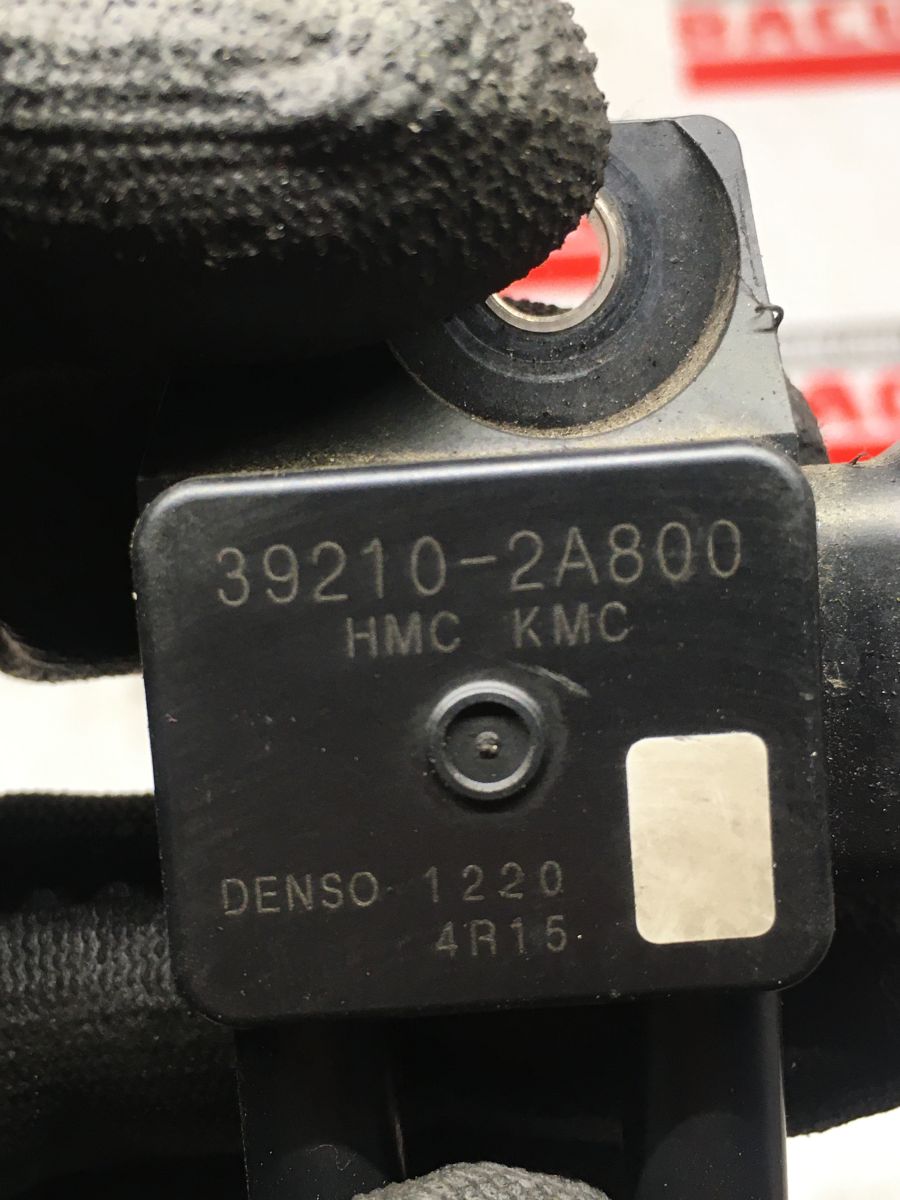 39210-2A800
HMC KMC
DENSO 1220
4R15